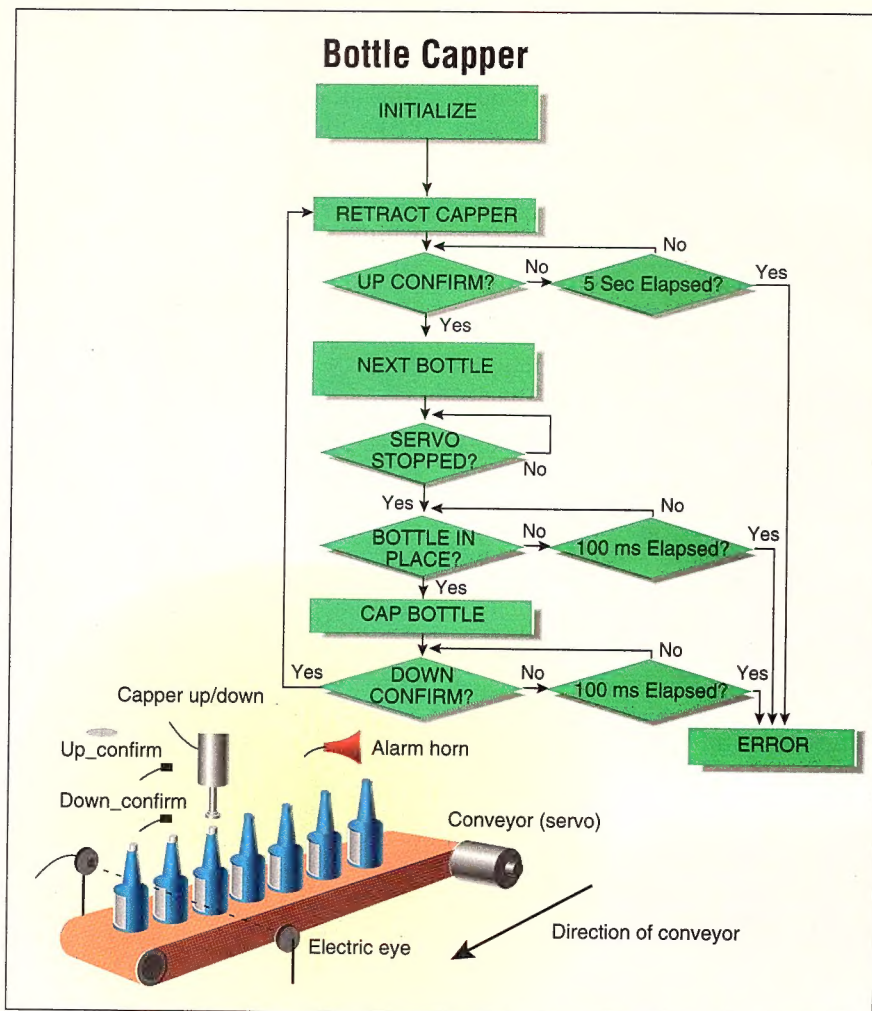 Bottle Capper
INITIALIZE
RETRACT CAPPER
No
UP CONFIRM?
No
5 Sec Elapsed?
Yes
Yes
NEXT BOTTLE
SERVO
STOPPED?
No
Yes
No
BOTTLE IN
PLACE?
No
100 ms Elapsed?
Yes
Yes
CAP BOTTLE
No
Yes
DOWN
CONFIRM?
No
100 ms Elapsed?
Yes
ERROR
Capper up/down
Up_confirm
Alarm horn
Down_confirm
Conveyor (servo)
Electric eye
Direction of conveyor